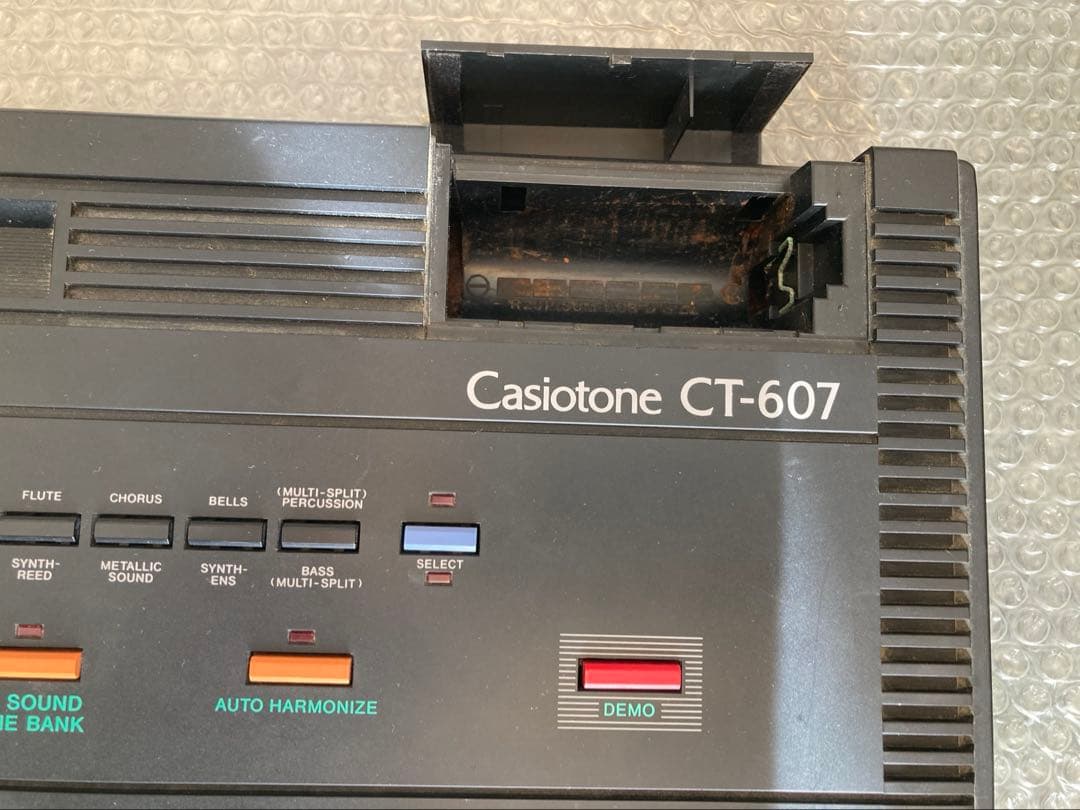 Casiotone CT-607
FLUTE
CHORUS
BELLS
(MULTI-SPLIT)
PERCUSSION
SYNTH-
REED
METALLIC
SOUND
SYNTH-
ENS
BASS
(MULTI-SPLIT)
SELECT
SOUND
BANK
AUTO HARMONIZE
DEMO